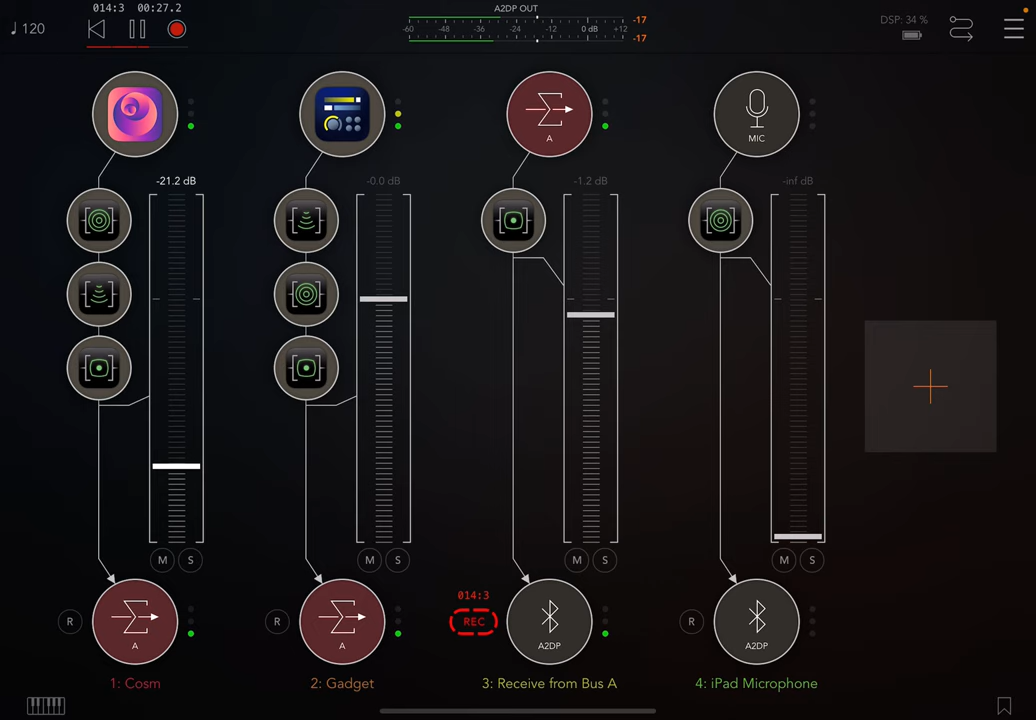 014:3 00:27.2
120
A2DP OUT
-60 -48 -36 -24 -12 0 dB +12
-17
-17
DSP: 34 %
A
MIC
-21.2 dB
-0.0 dB
-1.2 dB
-inf dB
M S
M S
M S
M S
R
A
R
A
014:3
REC
A2DP
R
A2DP
1: Cosm
2: Gadget
3: Receive from Bus A
4: iPad Microphone